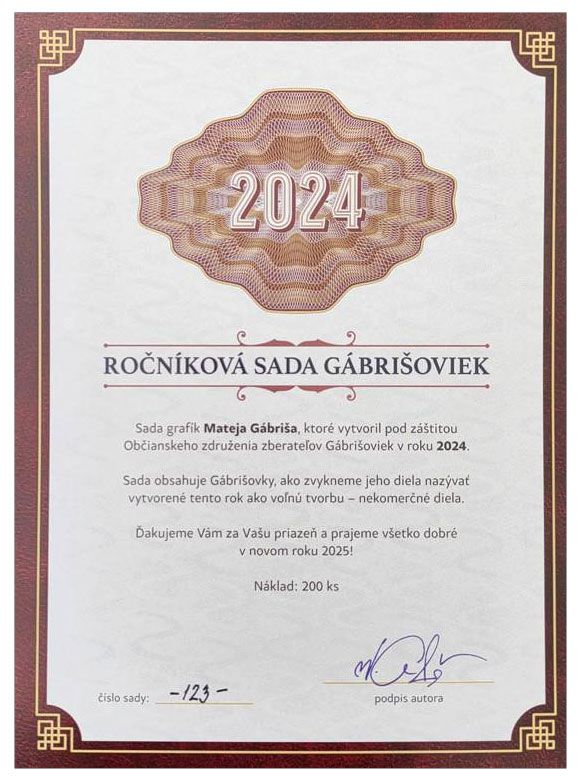 2024
ROČNÍKOVÁ SADA GÁBRIŠOVIEK
Sada grafík Mateja Gábriša, ktoré vytvoril pod záštitou
Občianskeho združenia zberateľov Gábrišoviek v roku 2024.
Sada obsahuje Gábrišovky, ako zvykneme jeho diela nazývať
vytvorené tento rok ako voľnú tvorbu – nekomerčné diela.
Ďakujeme Vám za Vašu priazeň a prajeme všetko dobré
v novom roku 2025!
Náklad: 200 ks
číslo sady: -123-
podpis autora